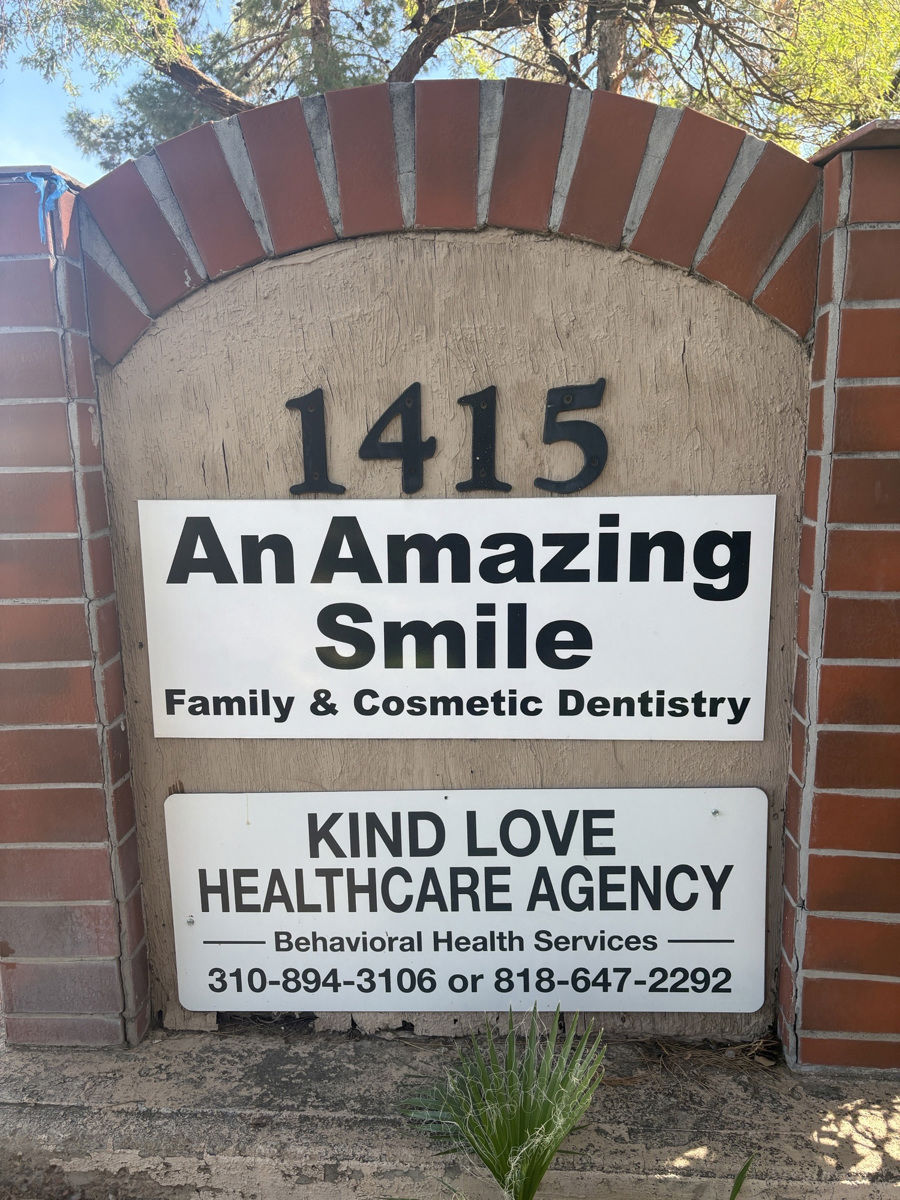 1415
An Amazing
Smile
Family & Cosmetic Dentistry
KIND LOVE
HEALTHCARE AGENCY
Behavioral Health Services
310-894-3106 or 818-647-2292